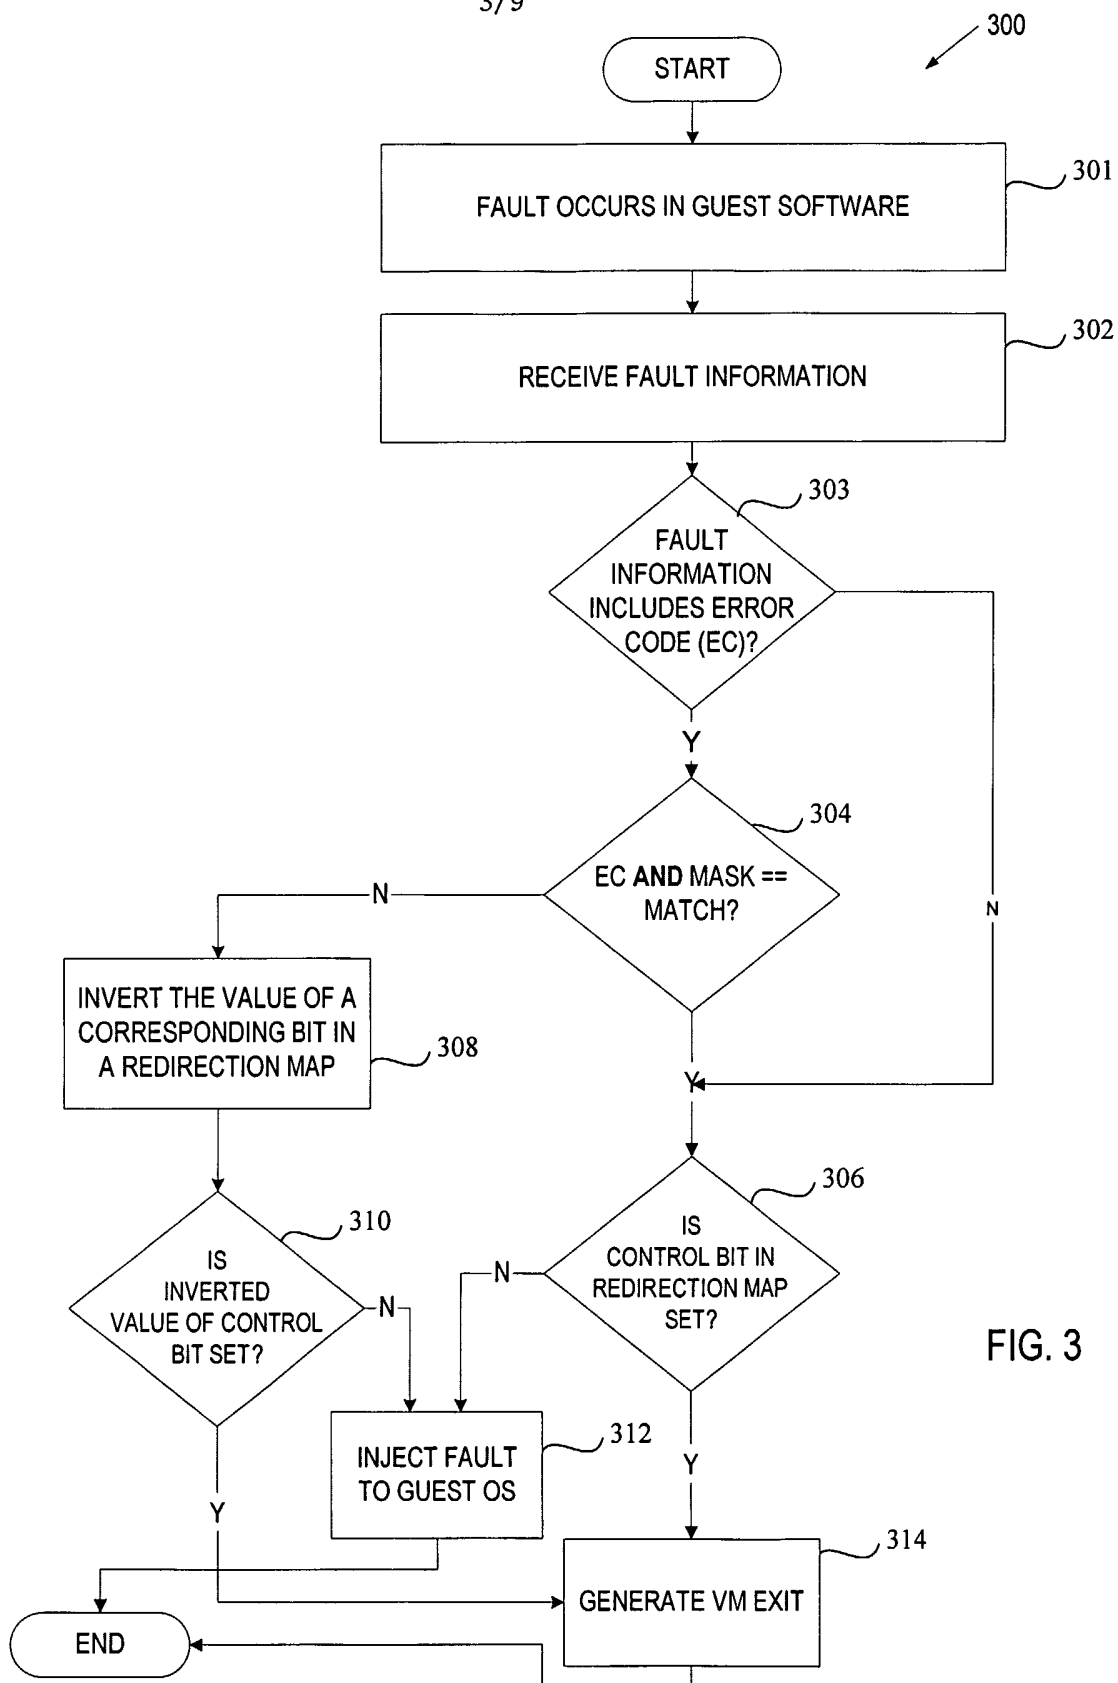 3/9
300
START
301
FAULT OCCURS IN GUEST SOFTWARE
302
RECEIVE FAULT INFORMATION
303
FAULT
INFORMATION
INCLUDES ERROR
CODE (EC)?
Y
304
EC AND MASK ==
MATCH?
N
N
INVERT THE VALUE OF A
CORRESPONDING BIT IN
A REDIRECTION MAP
308
Y
306
IS
CONTROL BIT IN
REDIRECTION MAP
SET?
N
310
IS
INVERTED
VALUE OF CONTROL
BIT SET?
N
FIG. 3
312
INJECT FAULT
TO GUEST OS
Y
Y
314
GENERATE VM EXIT
END